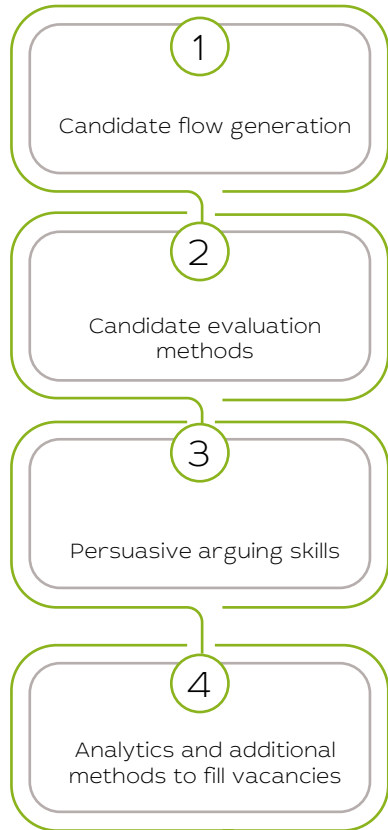 1
Candidate flow generation
2
Candidate evaluation
methods
3
Persuasive arguing skills
4
Analytics and additional
methods to fill vacancies